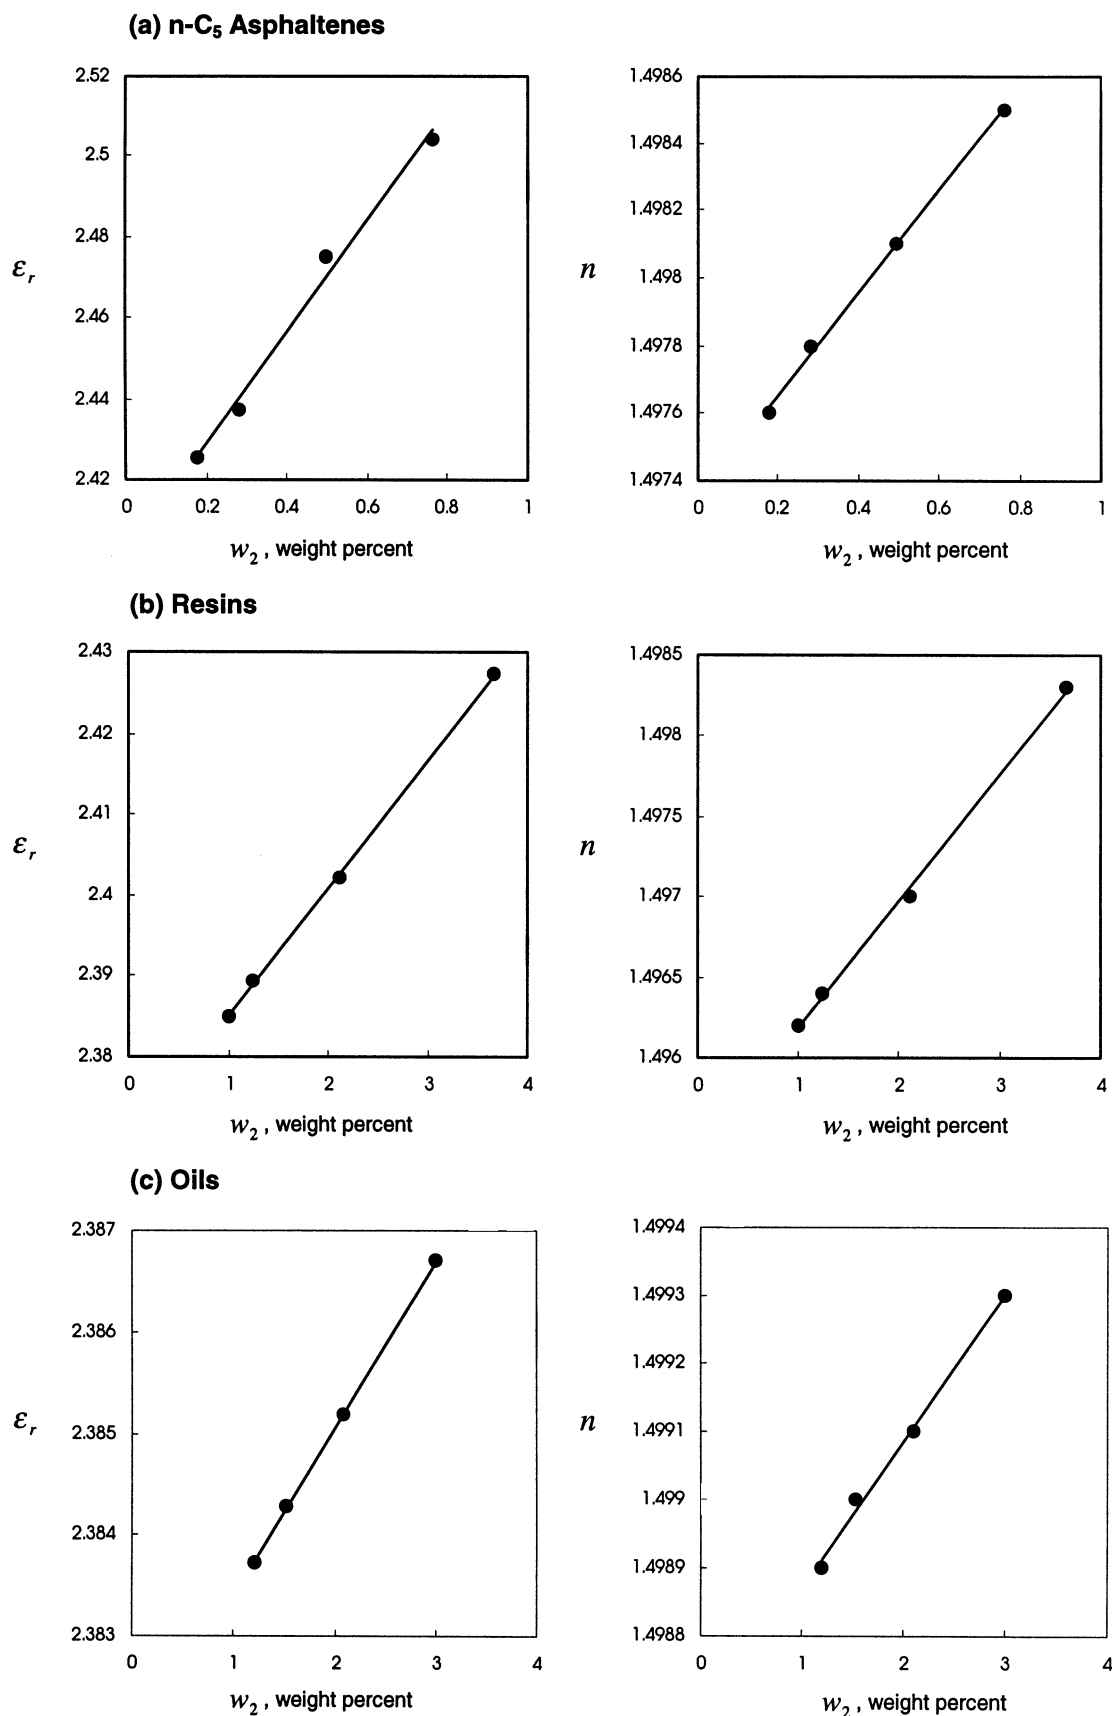 (a) n-C₅ Asphaltenes
2.52
2.5
2.48
2.46
2.44
2.42
εᵣ
0 0.2 0.4 0.6 0.8 1
w₂ , weight percent
1.4986
1.4984
1.4982
1.498
1.4978
1.4976
1.4974
n
0 0.2 0.4 0.6 0.8 1
w₂ , weight percent
(b) Resins
2.43
2.42
2.41
2.4
2.39
2.38
εᵣ
0 1 2 3 4
w₂ , weight percent
1.4985
1.498
1.4975
1.497
1.4965
1.496
n
0 1 2 3 4
w₂ , weight percent
(c) Oils
2.387
2.386
2.385
2.384
2.383
εᵣ
0 1 2 3 4
w₂ , weight percent
1.4994
1.4993
1.4992
1.4991
1.499
1.4989
1.4988
n
0 1 2 3 4
w₂ , weight percent